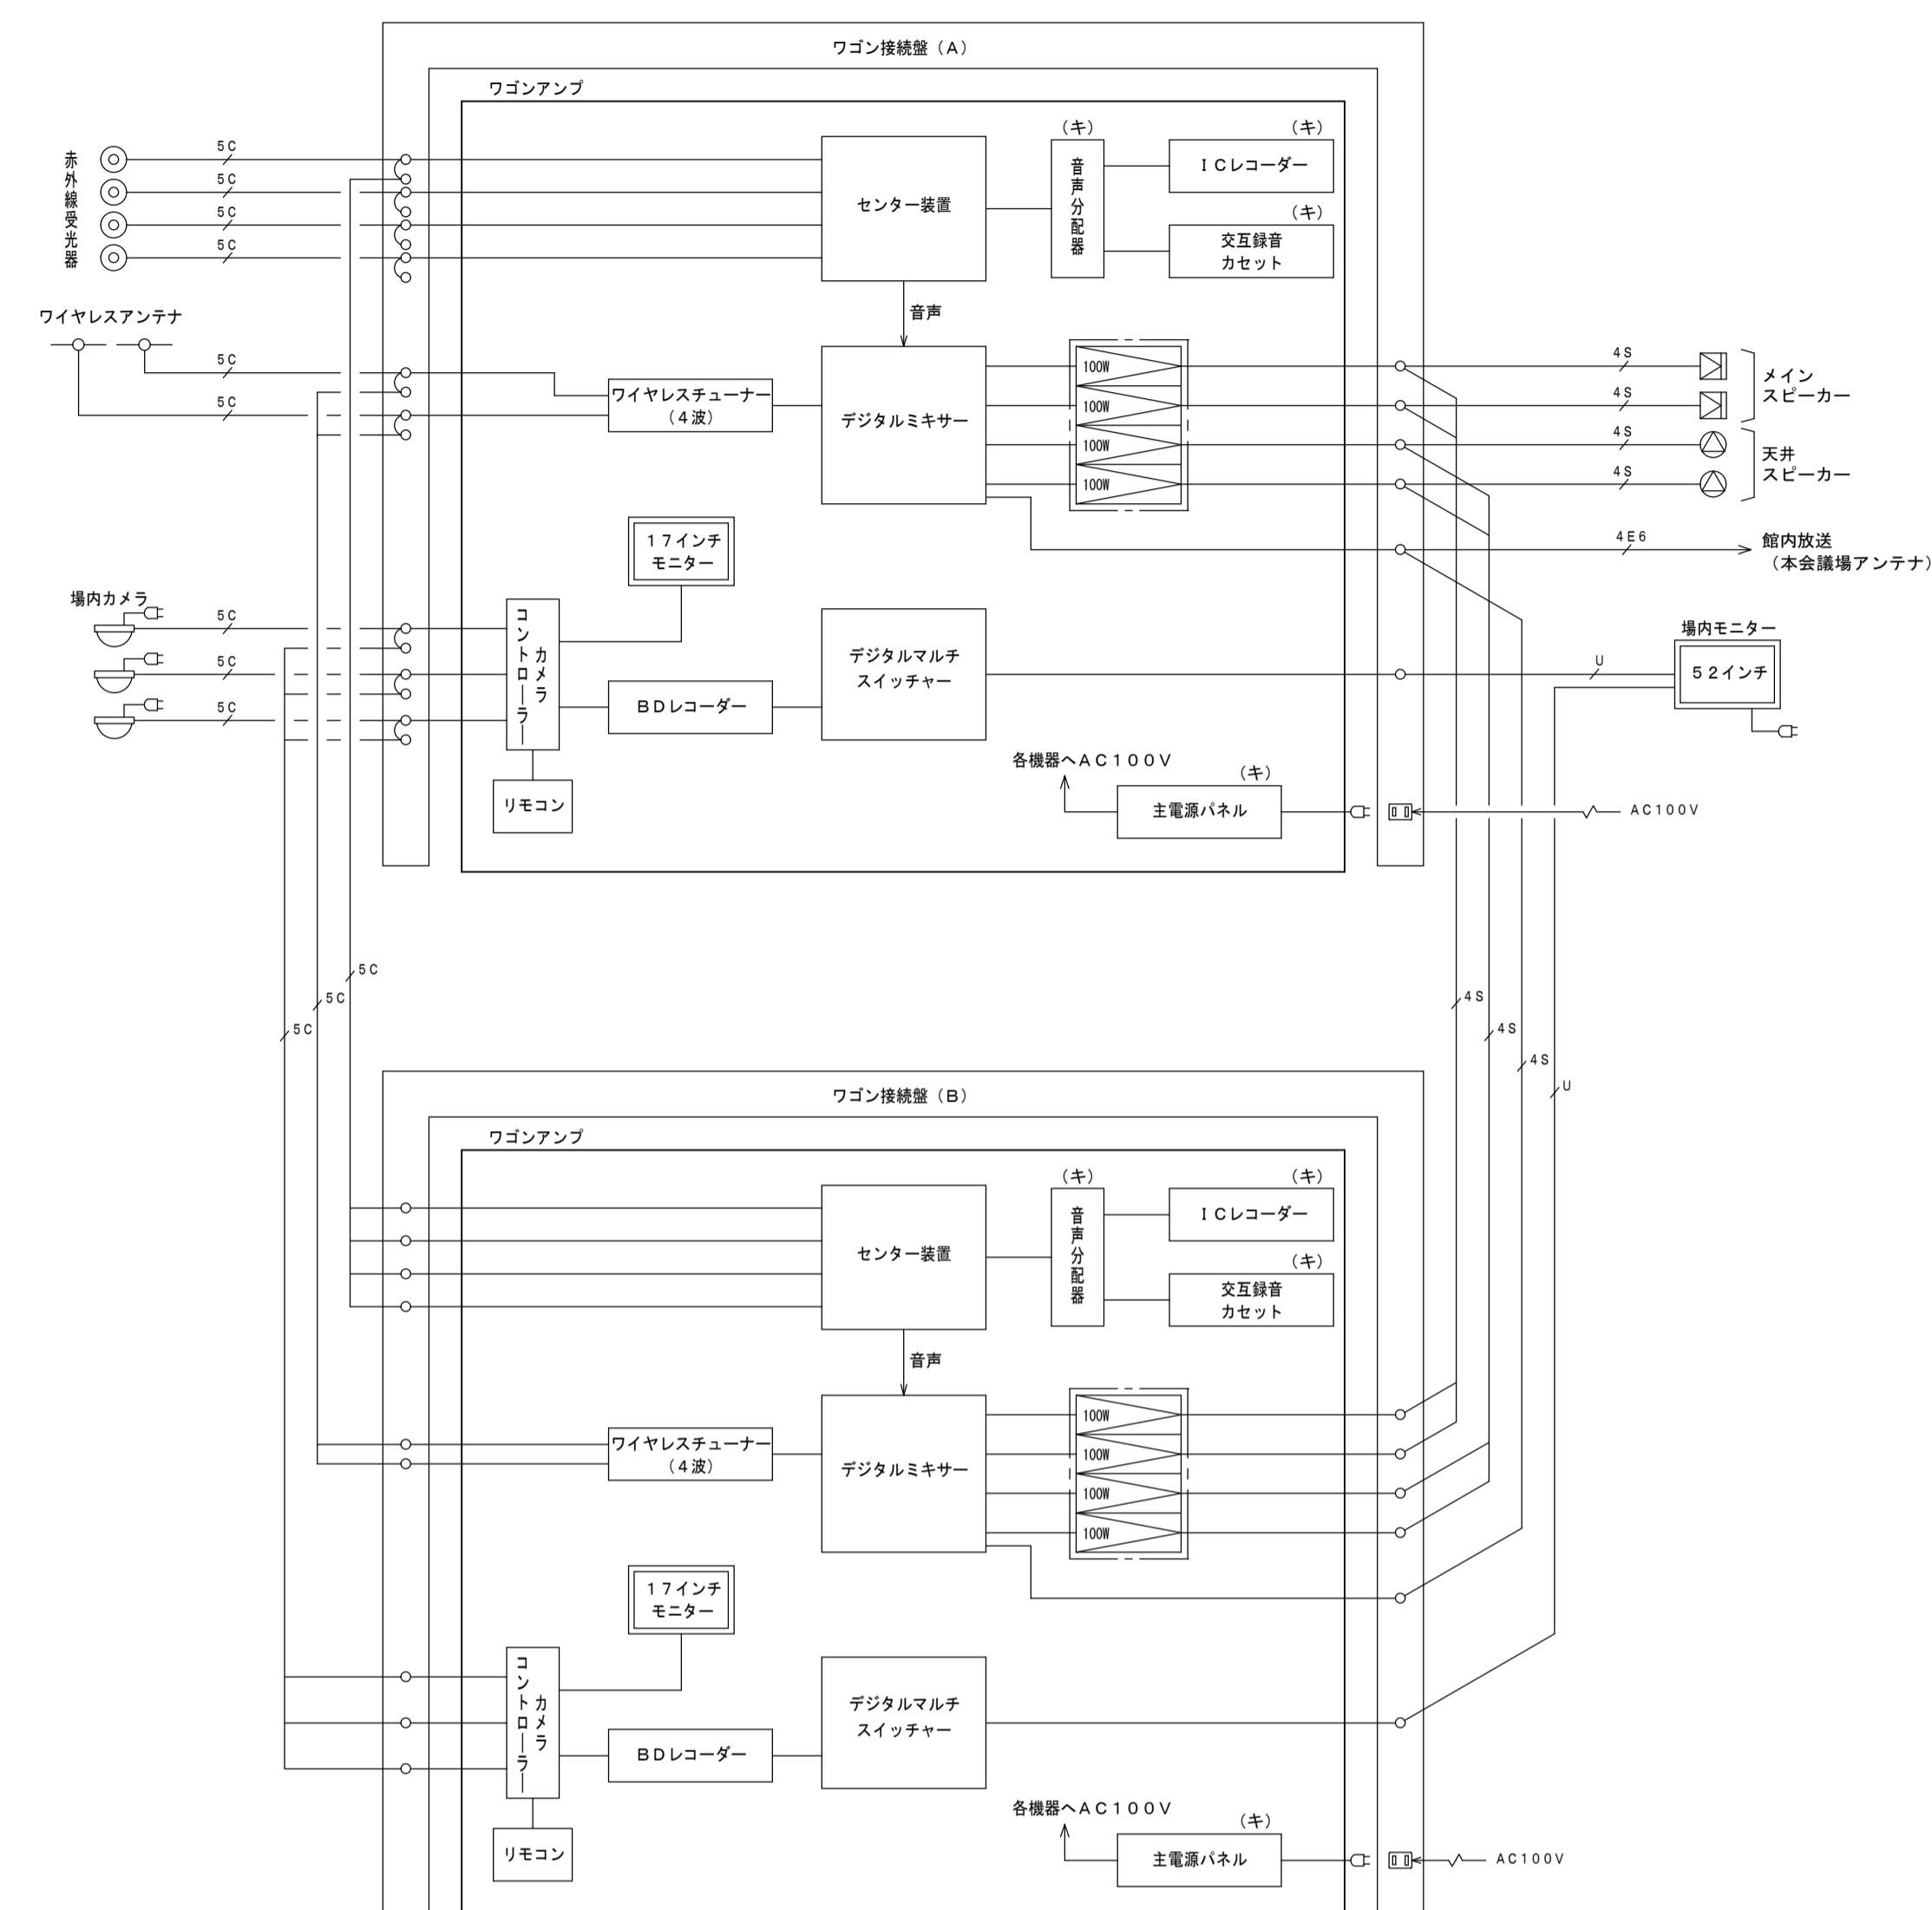 ワゴン接続盤（A）
ワゴンアンプ
赤外線受光器
5C
5C
5C
5C
センター装置
（キ）
音声分配器
（キ）
ICレコーダー
（キ）
交互録音
カセット
音声
ワイヤレスアンテナ
5C
5C
ワイヤレスチューナー
（4波）
デジタルミキサー
100W
100W
100W
100W
4S
4S
4S
4S
メイン
スピーカー
天井
スピーカー
4E6
館内放送
（本会議場アンテナ）
17インチ
モニター
場内カメラ
5C
5C
5C
カメラ
コントローラー
BDレコーダー
デジタルマルチ
スイッチャー
リモコン
U
場内モニター
52インチ
各機器へAC100V
（キ）
主電源パネル
AC100V
5C
5C
5C
4S
4S
4S
U
ワゴン接続盤（B）
ワゴンアンプ
センター装置
（キ）
音声分配器
（キ）
ICレコーダー
（キ）
交互録音
カセット
音声
ワイヤレスチューナー
（4波）
デジタルミキサー
100W
100W
100W
100W
17インチ
モニター
カメラ
コントローラー
BDレコーダー
デジタルマルチ
スイッチャー
リモコン
各機器へAC100V
（キ）
主電源パネル
AC100V